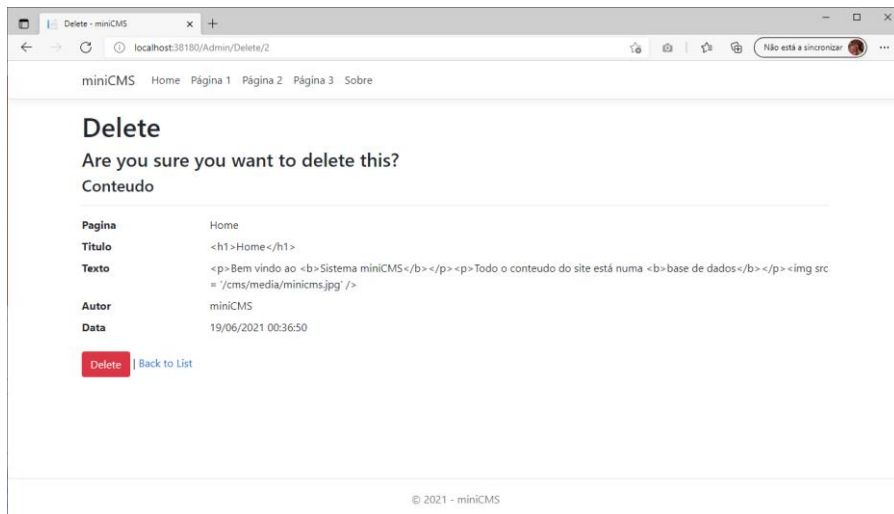 Delete - miniCMS
localhost:38180/Admin/Delete/2
Não está a sincronizar
miniCMS Home Página 1 Página 2 Página 3 Sobre
Delete
Are you sure you want to delete this?
Conteudo
Pagina Home
Titulo <h1>Home</h1>
Texto <p>Bem vindo ao <b>Sistema miniCMS</b></p><p>Todo o conteudo do site está numa <b>base de dados</b></p><img src
= '/cms/media/minicms.jpg' />
Autor miniCMS
Data 19/06/2021 00:36:50
Delete | Back to List
© 2021 - miniCMS